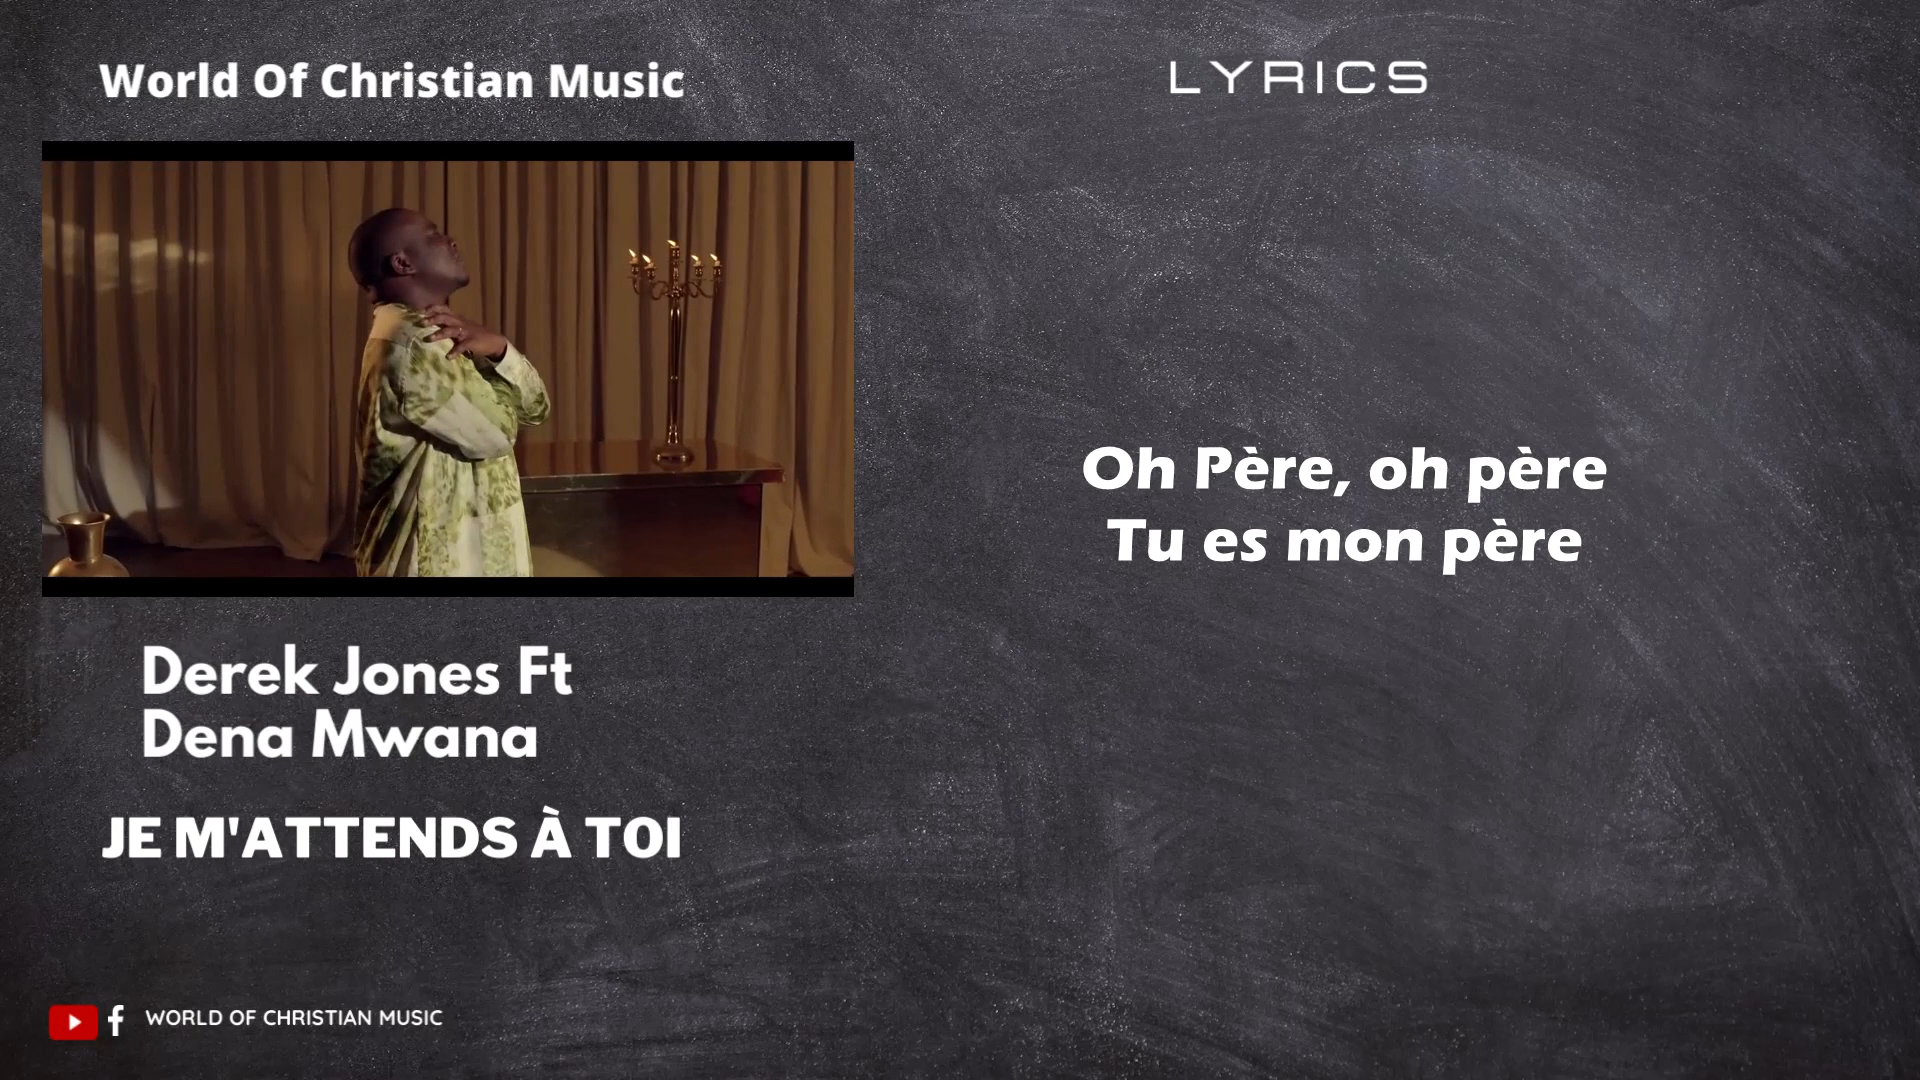 World Of Christian Music
LYRICS
Oh Père, oh père
Tu es mon père
Derek Jones Ft
Dena Mwana
JE M'ATTENDS À TOI
WORLD OF CHRISTIAN MUSIC